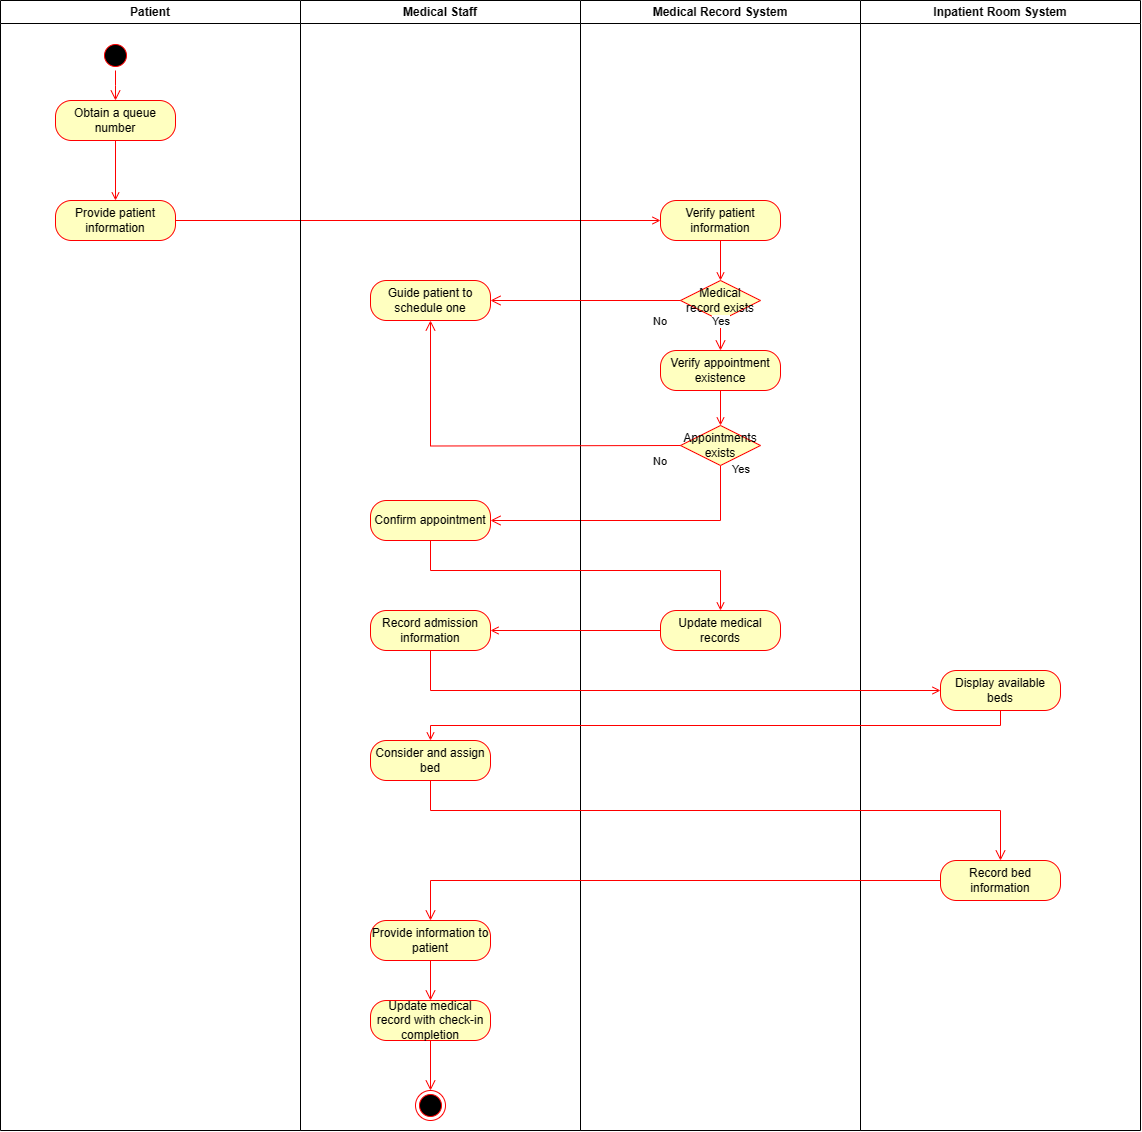 Patient
Medical Staff
Medical Record System
Inpatient Room System
Obtain a queue
number
Provide patient
information
Verify patient
information
Guide patient to
schedule one
Medical
record exists
No
Yes
Verify appointment
existence
Appointments
exists
No
Yes
Confirm appointment
Record admission
information
Update medical
records
Display available
beds
Consider and assign
bed
Record bed
information
Provide information to
patient
Update medical
record with check-in
completion